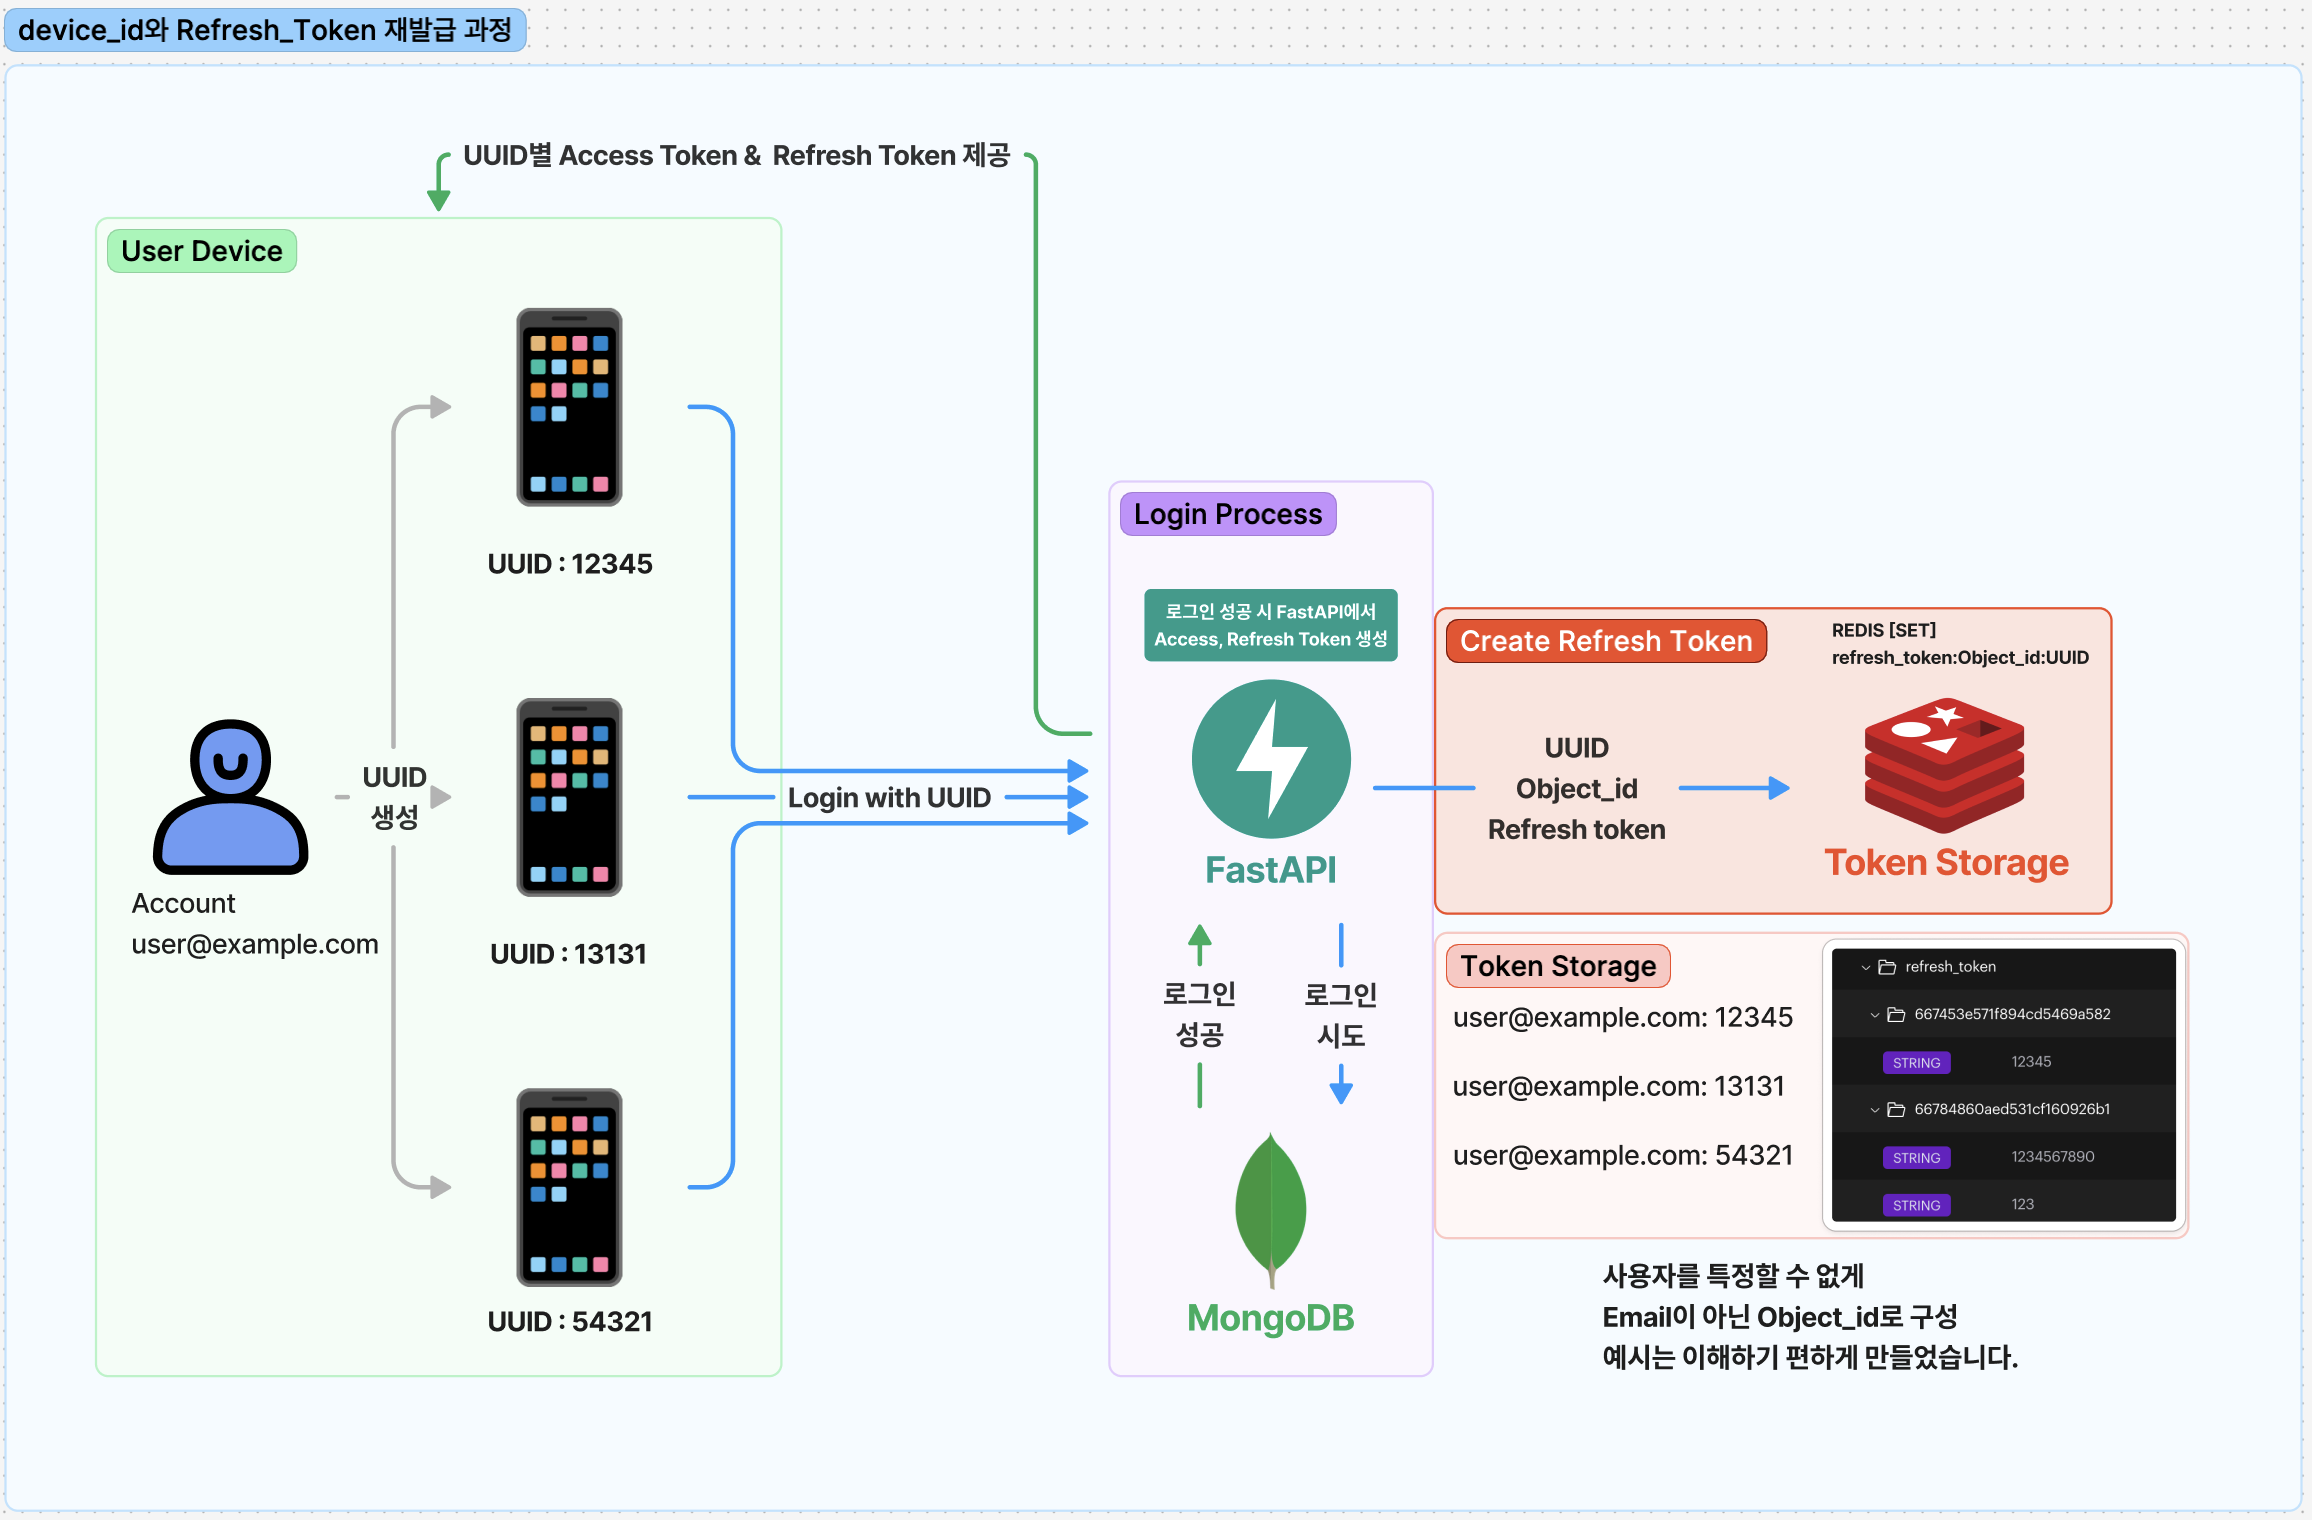 device_id와 Refresh_Token 재발급 과정
UUID별 Access Token &  Refresh Token 제공
User Device
UUID : 12345
UUID
생성
Account
user@example.com
UUID : 13131
UUID : 54321
Login with UUID
Login Process
로그인 성공 시 FastAPI에서
Access, Refresh Token 생성
FastAPI
로그인
성공
로그인
시도
MongoDB
Create Refresh Token
REDIS [SET]
refresh_token:Object_id:UUID
UUID
Object_id
Refresh token
Token Storage
Token Storage
user@example.com: 12345
user@example.com: 13131
user@example.com: 54321
refresh_token
667453e571f894cd5469a582
STRING 12345
66784860aed531cf160926b1
STRING 1234567890
STRING 123
사용자를 특정할 수 없게
Email이 아닌 Object_id로 구성
예시는 이해하기 편하게 만들었습니다.